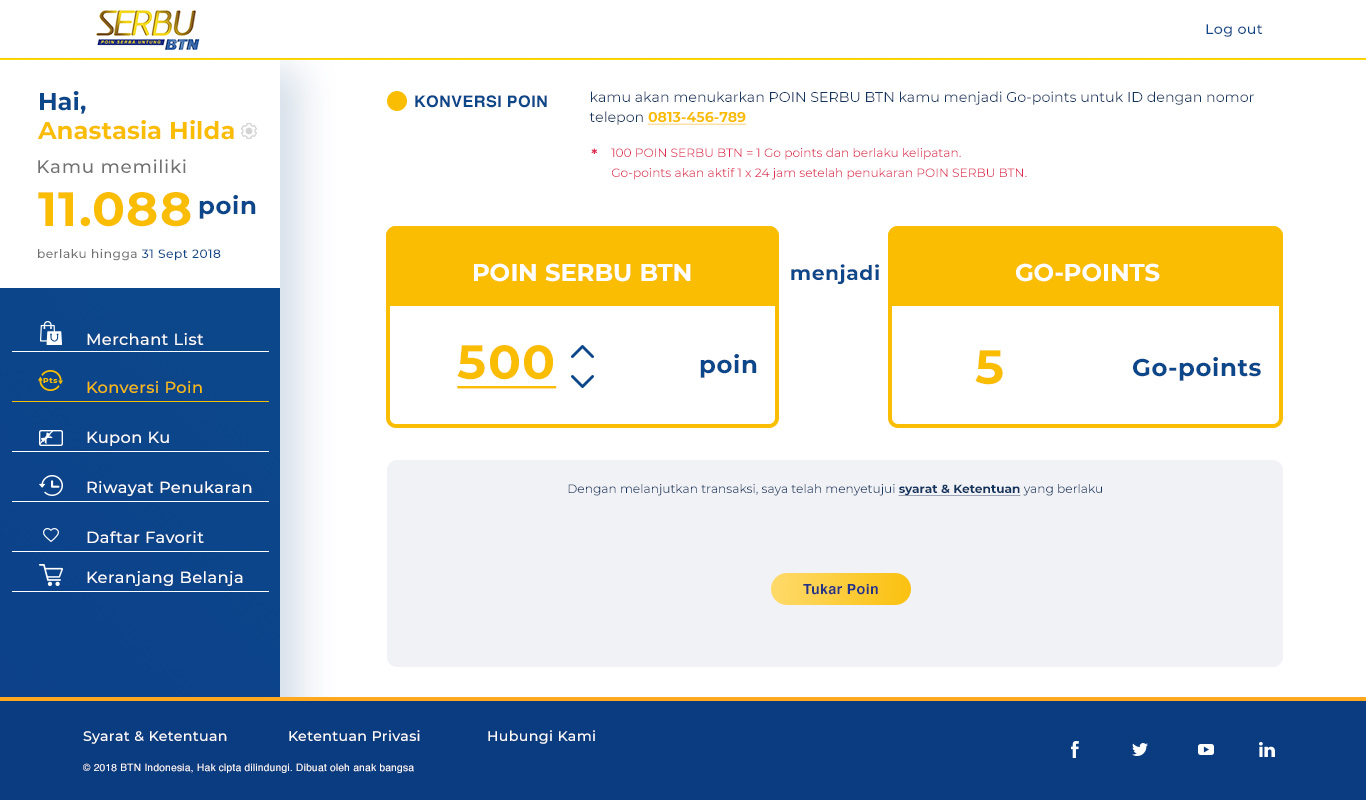 SERBU
POIN SERBA UNTUNG
BTN
Log out
Hai,
Anastasia Hilda
Kamu memiliki
11.088 poin
berlaku hingga 31 Sept 2018
Merchant List
Pts
Konversi Poin
Kupon Ku
Riwayat Penukaran
Daftar Favorit
Keranjang Belanja
KONVERSI POIN
kamu akan menukarkan POIN SERBU BTN kamu menjadi Go-points untuk ID dengan nomor
telepon 0813-456-789
* 100 POIN SERBU BTN = 1 Go points dan berlaku kelipatan.
Go-points akan aktif 1 x 24 jam setelah penukaran POIN SERBU BTN.
POIN SERBU BTN
500 poin
menjadi
GO-POINTS
5 Go-points
Dengan melanjutkan transaksi, saya telah menyetujui syarat & Ketentuan yang berlaku
Tukar Poin
Syarat & Ketentuan
Ketentuan Privasi
Hubungi Kami
© 2018 BTN Indonesia, Hak cipta dilindungi. Dibuat oleh anak bangsa